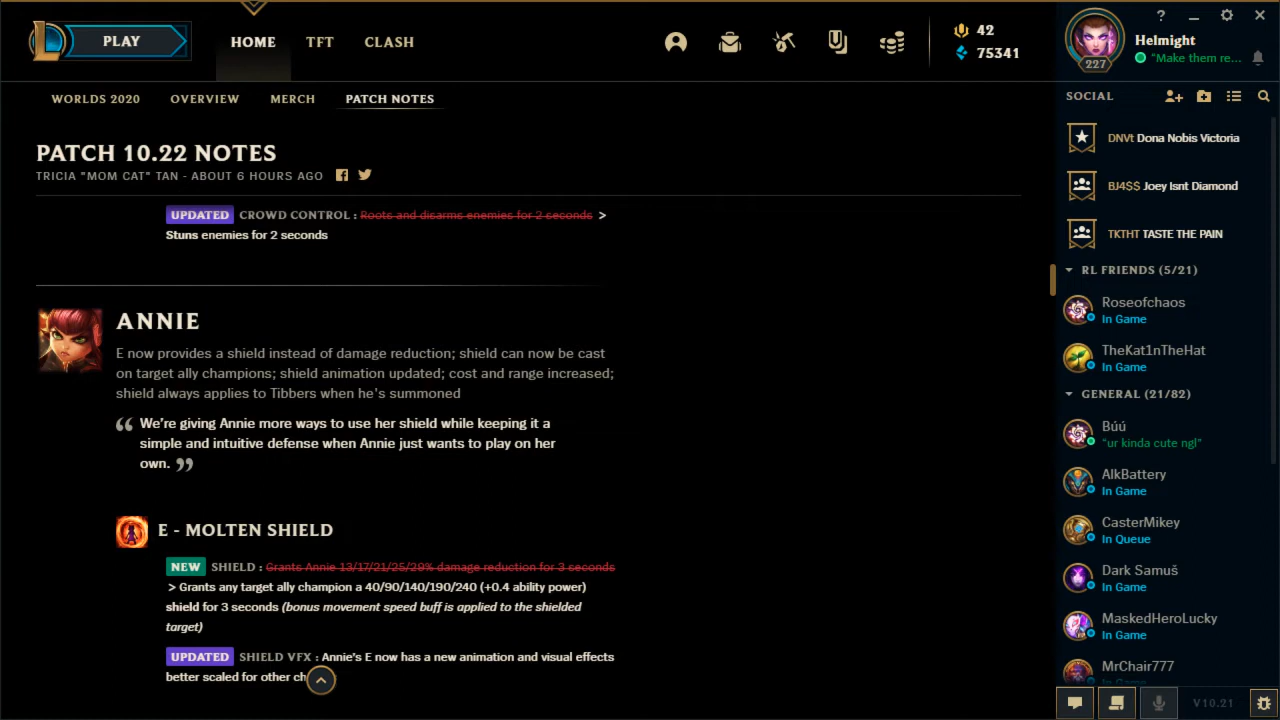 PLAY
HOME
TFT
CLASH
42
75341
?
227
Helmight
"Make them re...
WORLDS 2020
OVERVIEW
MERCH
PATCH NOTES
PATCH 10.22 NOTES
TRICIA "MOM CAT" TAN - ABOUT 6 HOURS AGO
UPDATED CROWD CONTROL : Roots and disarms enemies for 2 seconds >
Stuns enemies for 2 seconds
ANNIE
E now provides a shield instead of damage reduction; shield can now be cast
on target ally champions; shield animation updated; cost and range increased;
shield always applies to Tibbers when he's summoned
“ We're giving Annie more ways to use her shield while keeping it a
simple and intuitive defense when Annie just wants to play on her
own. ”
E - MOLTEN SHIELD
NEW SHIELD : Grants Annie 13/17/21/25/29% damage reduction for 3 seconds
> Grants any target ally champion a 40/90/140/190/240 (+0.4 ability power)
shield for 3 seconds (bonus movement speed buff is applied to the shielded
target)
UPDATED SHIELD VFX : Annie's E now has a new animation and visual effects
better scaled for other ch
SOCIAL
DNVt Dona Nobis Victoria
BJ4$$ Joey Isnt Diamond
TKTHT TASTE THE PAIN
RL FRIENDS (5/21)
Roseofchaos
In Game
TheKat1nTheHat
In Game
GENERAL (21/82)
Búú
"ur kinda cute ngl"
AlkBattery
In Game
CasterMikey
In Queue
Dark Samuš
In Game
MaskedHeroLucky
In Game
MrChair777
In Game
V10.21